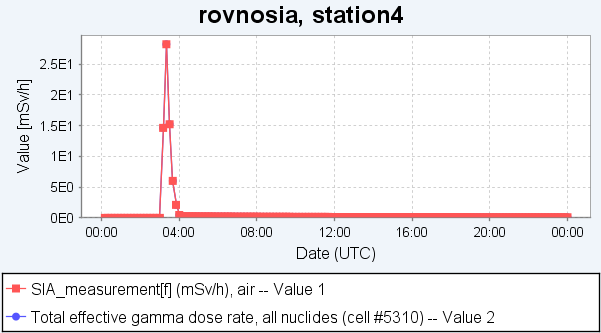 rovnosia, station4
Value [mSv/h]
2.5E1
2E1
1.5E1
1E1
5E0
0E0
00:00 04:00 08:00 12:00 16:00 20:00 00:00
Date (UTC)
SIA_measurement[f] (mSv/h), air -- Value 1
Total effective gamma dose rate, all nuclides (cell #5310) -- Value 2